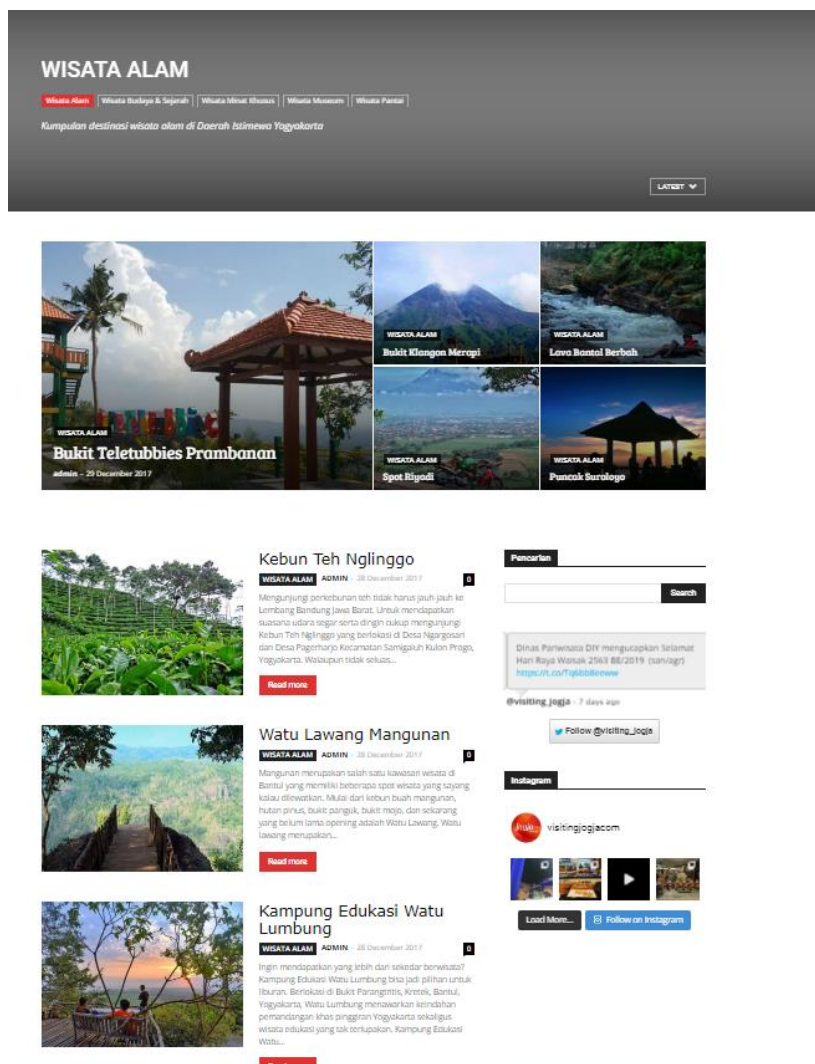 WISATA ALAM
Wisata Alam Wisata Budaya & Sejarah Wisata Minat Khusus Wisata Museum Wisata Pantai
Kumpulan destinasi wisata alam di Daerah Istimewa Yogyakarta
LATEST
WISATA ALAM
Bukit Teletubbies Prambanan
admin - 29 December 2017
WISATA ALAM
Bukit Klangon Merapi
WISATA ALAM
Lava Bantal Berbah
WISATA ALAM
Spot Riyadi
WISATA ALAM
Puncak Suroloyo
Kebun Teh Nglinggo
WISATA ALAM ADMIN - 28 December 2017 0
Mengunjungi perkebunan teh tidak harus jauh-jauh ke
Lembang Bandung Jawa Barat. Untuk mendapatkan
suasana udara segar serta dingin cukup mengunjungi
Kebun Teh Nglinggo yang berlokasi di Desa Ngargosari
dan Desa Pagerharjo Kecamatan Samigaluh Kulon Progo,
Yogyakarta. Walaupun tidak seluas...
Read more
Watu Lawang Mangunan
WISATA ALAM ADMIN - 28 December 2017 0
Mangunan merupakan salah satu kawasan wisata di
Bantul yang memiliki beberapa spot wisata yang sayang
kalau dilewatkan. Mulai dari kebun buah mangunan,
hutan pinus, bukit panguk, bukit mojo, dan sekarang
yang belum lama opening adalah Watu Lawang. Watu
lawang merupakan...
Read more
Kampung Edukasi Watu
Lumbung
WISATA ALAM ADMIN - 28 December 2017 0
Ingin mendapatkan yang lebih dari sekedar berwisata?
Kampung Edukasi Watu Lumbung bisa jadi pilihan untuk
liburan. Berlokasi di Bukit Parangtritis, Kretek, Bantul,
Yogyakarta, Watu Lumbung menawarkan keindahan
pemandangan khas pinggiran Yogyakarta sekaligus
wisata edukasi yang tak terlupakan. Kampung Edukasi
Watu...
Pencarian
Search
Dinas Pariwisata DIY mengucapkan Selamat
Hari Raya Waisak 2563 BE/2019 (san/agr)
https://t.co/
@visiting_jogja - 7 days ago
Follow @visiting_jogja
Instagram
visitingjogjacom
Load More... Follow on Instagram